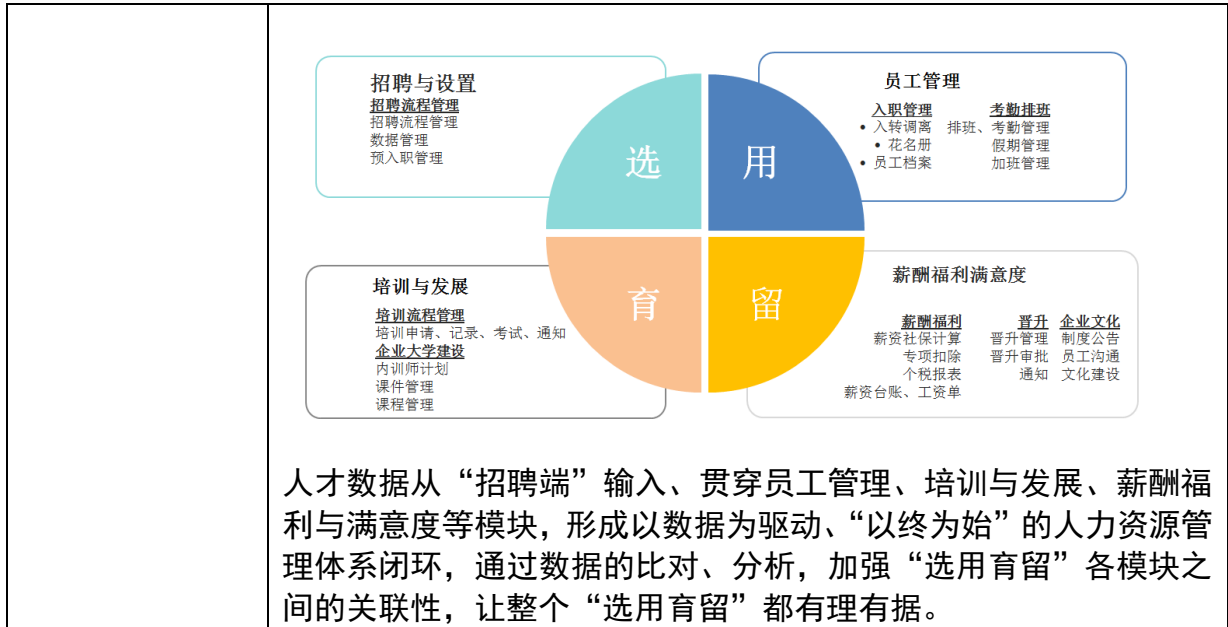 招聘与设置
招聘流程管理
招聘流程管理
数据管理
预入职管理
选
用
员工管理
入职管理 考勤排班
• 入转调离 排班、考勤管理
• 花名册 假期管理
• 员工档案 加班管理
培训与发展
培训流程管理
培训申请、记录、考试、通知
企业大学建设
内训师计划
课件管理
课程管理
育
留
薪酬福利满意度
薪酬福利 晋升 企业文化
薪资社保计算 晋升管理 制度公告
专项扣除 晋升审批 员工沟通
个税报表 通知 文化建设
薪资台账、工资单
人才数据从“招聘端”输入、贯穿员工管理、培训与发展、薪酬福
利与满意度等模块，形成以数据为驱动、“以终为始”的人力资源管
理体系闭环，通过数据的比对、分析，加强“选用育留”各模块之
间的关联性，让整个“选用育留”都有理有据。